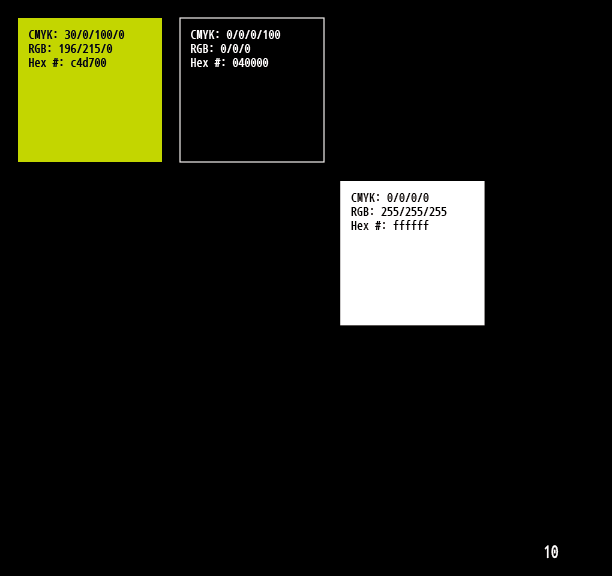 CMYK: 30/0/100/0
RGB: 196/215/0
Hex #: c4d700
CMYK: 0/0/0/100
RGB: 0/0/0
Hex #: 040000
CMYK: 0/0/0/0
RGB: 255/255/255
Hex #: ffffff
10